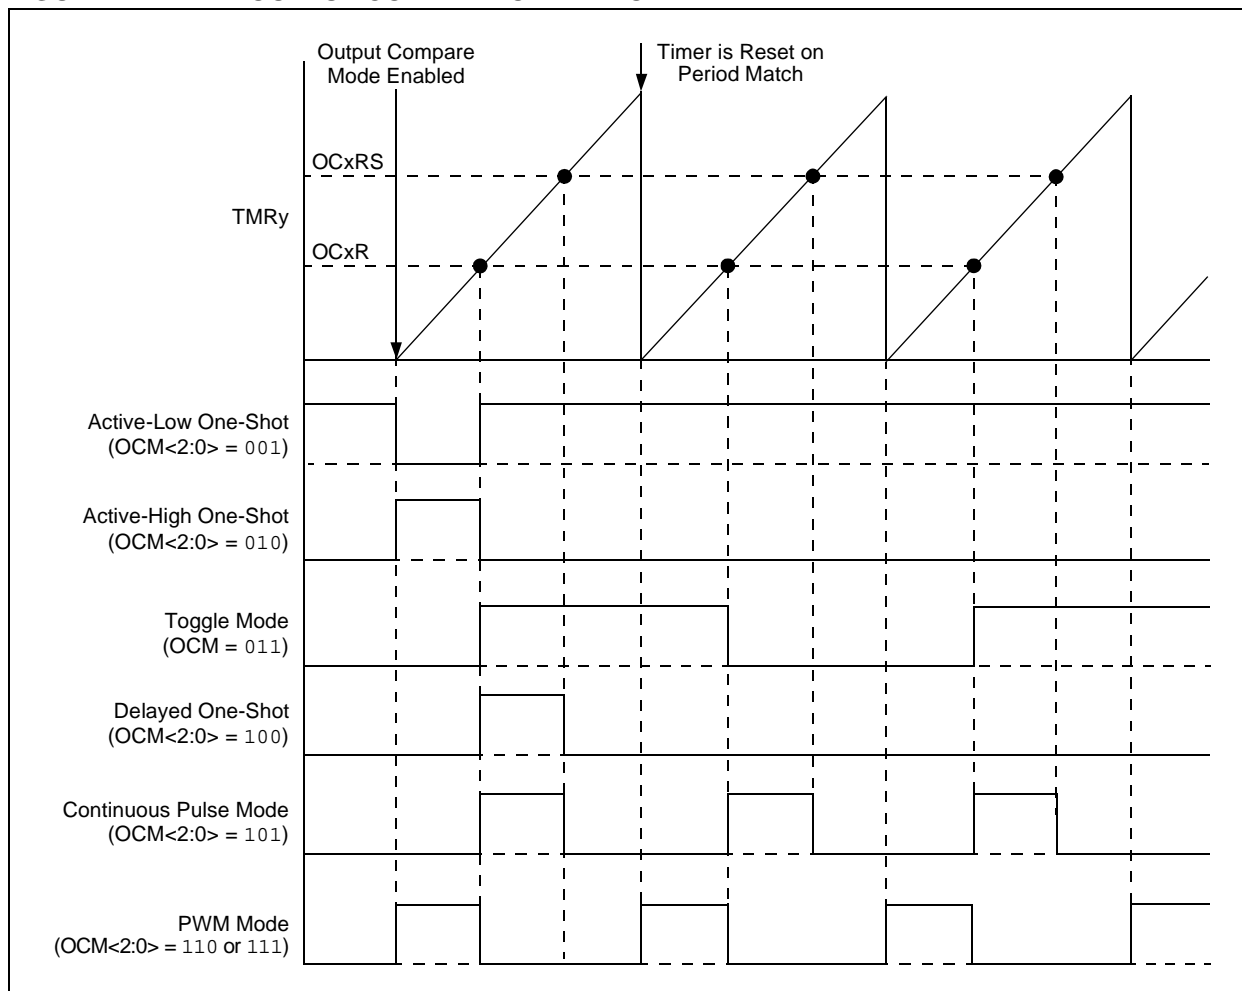 Output Compare
Mode Enabled
Timer is Reset on
Period Match
OCxRS
TMRy
OCxR
Active-Low One-Shot
(OCM<2:0> = 001)
Active-High One-Shot
(OCM<2:0> = 010)
Toggle Mode
(OCM = 011)
Delayed One-Shot
(OCM<2:0> = 100)
Continuous Pulse Mode
(OCM<2:0> = 101)
PWM Mode
(OCM<2:0> = 110 or 111)